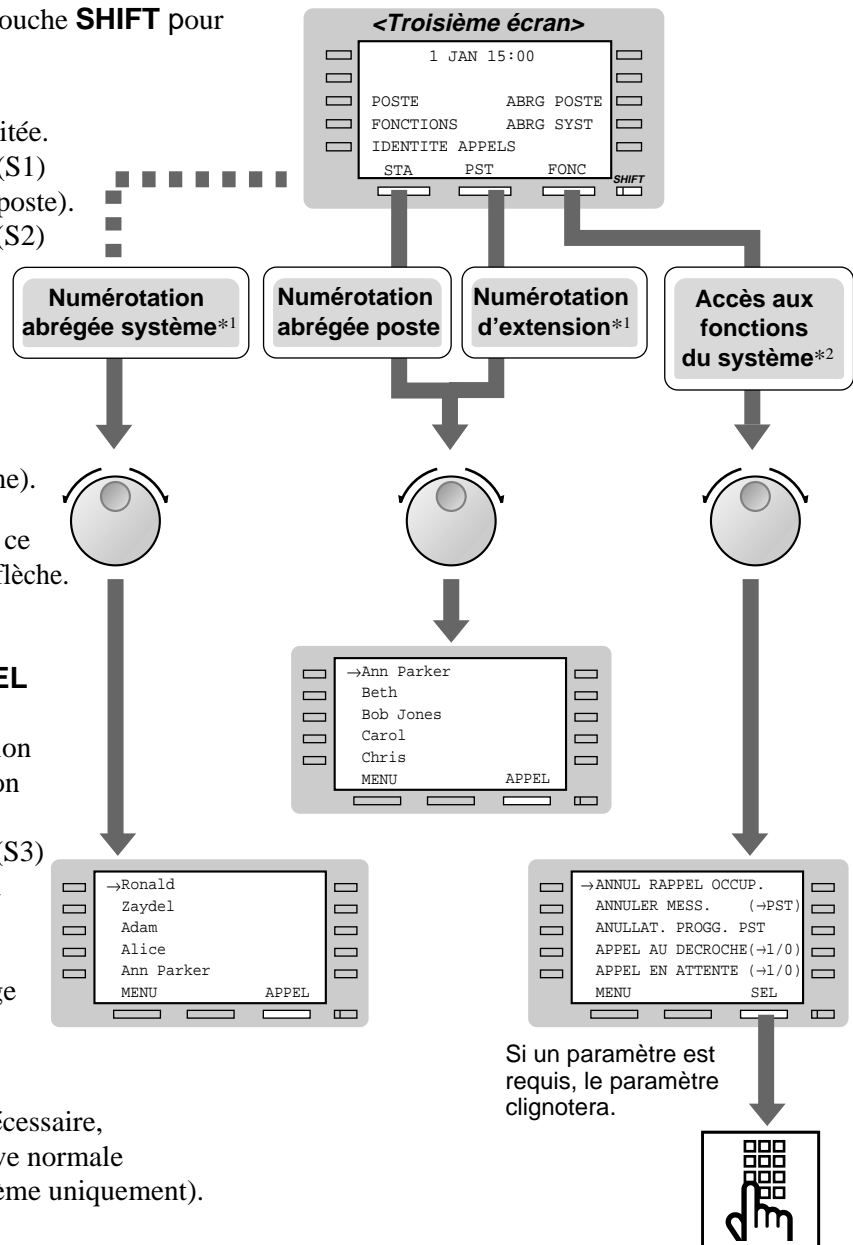 ouche SHIFT pour
itée.
(S1)
poste).
(S2)
ne).
ce
flèche.
EL
ion
on
(S3)
ge
écessaire,
ve normale
ème uniquement).
<Troisième écran>
1 JAN 15:00
POSTE ABRG POSTE
FONCTIONS ABRG SYST
IDENTITE APPELS
STA PST FONC
SHIFT
Numérotation
abrégée système*1
Numérotation
abrégée poste
Numérotation
d'extension*1
Accès aux
fonctions
du système*2
→Ann Parker
Beth
Bob Jones
Carol
Chris
MENU APPEL
→Ronald
Zaydel
Adam
Alice
Ann Parker
MENU APPEL
→ANNUL RAPPEL OCCUP.
ANNULER MESS. (→PST)
ANULLAT. PROGG. PST
APPEL AU DECROCHE(→1/0)
APPEL EN ATTENTE (→1/0)
MENU SEL
Si un paramètre est
requis, le paramètre
clignotera.